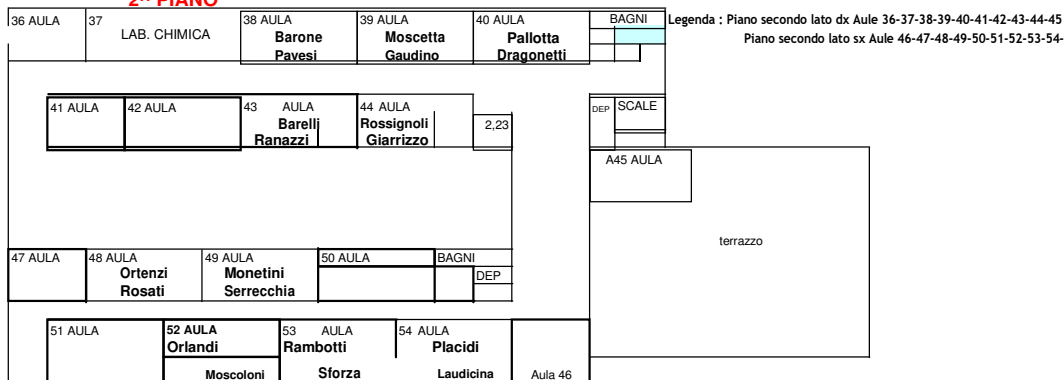 2^ PIANO
36 AULA 37 38 AULA 39 AULA 40 AULA BAGNI Legenda : Piano secondo lato dx Aule 36-37-38-39-40-41-42-43-44-45
LAB. CHIMICA Barone Moscetta Pallotta Piano secondo lato sx Aule 46-47-48-49-50-51-52-53-54-
Pavesi Gaudino Dragonetti
41 AULA 42 AULA 43 AULA 44 AULA DEP SCALE
Barelli Rossignoli 2,23
Ranazzi Giarrizzo
A45 AULA
terrazzo
47 AULA 48 AULA 49 AULA 50 AULA BAGNI
Ortenzi Monetini DEP
Rosati Serrecchia
51 AULA 52 AULA 53 AULA 54 AULA
Orlandi Rambotti Placidi
Moscoloni Sforza Laudicina Aula 46